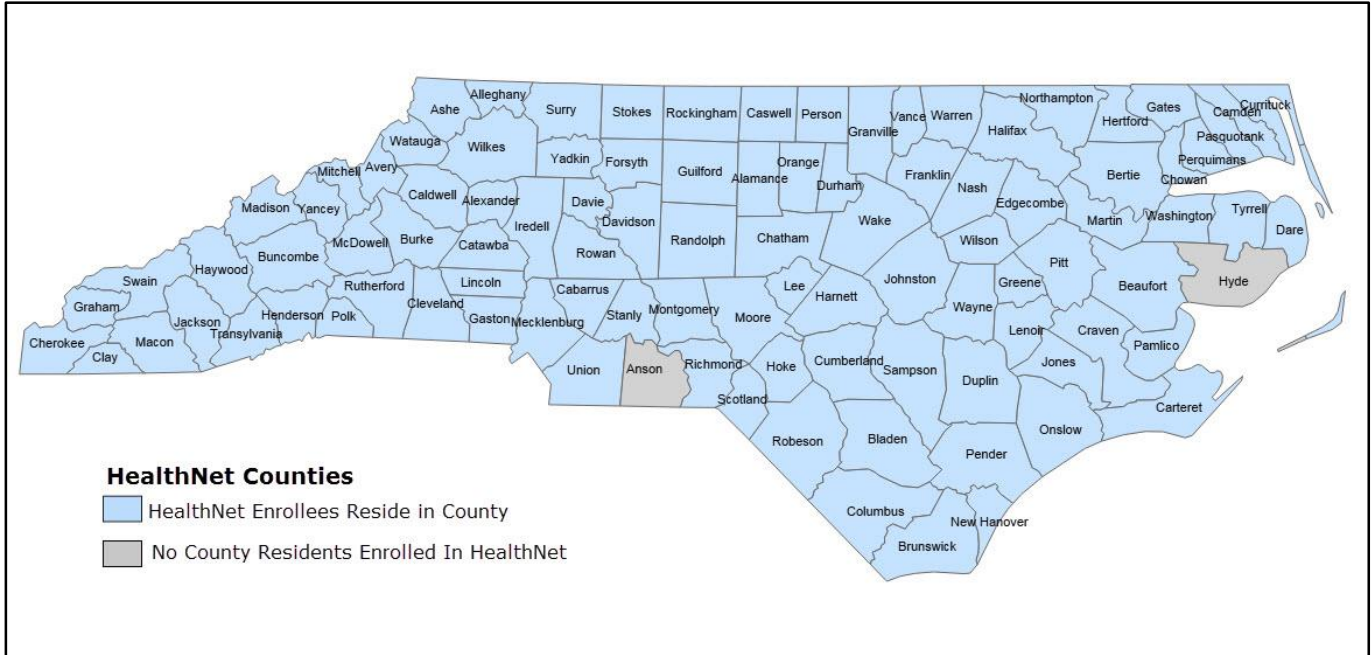 Alleghany
Ashe
Surry
Stokes
Rockingham
Caswell
Person
Granville
Vance
Warren
Northampton
Halifax
Hertford
Gates
Currituck
Camden
Pasquotank
Perquimans
Chowan
Bertie
Watauga
Wilkes
Yadkin
Forsyth
Guilford
Alamance
Orange
Durham
Franklin
Nash
Edgecombe
Martin
Washington
Tyrrell
Dare
Mitchell
Avery
Caldwell
Alexander
Iredell
Davie
Davidson
Randolph
Chatham
Wake
Wilson
Pitt
Beaufort
Hyde
Madison
Yancey
McDowell
Burke
Catawba
Rowan
Johnston
Greene
Wayne
Buncombe
Haywood
Swain
Rutherford
Lincoln
Cleveland
Gaston
Cabarrus
Mecklenburg
Stanly
Montgomery
Moore
Lee
Harnett
Lenoir
Craven
Pamlico
Jones
Graham
Jackson
Henderson
Transylvania
Polk
Cherokee
Macon
Clay
Union
Anson
Richmond
Scotland
Hoke
Cumberland
Sampson
Duplin
Onslow
Carteret
Robeson
Bladen
Pender
Columbus
New Hanover
Brunswick
HealthNet Counties
HealthNet Enrollees Reside in County
No County Residents Enrolled In HealthNet